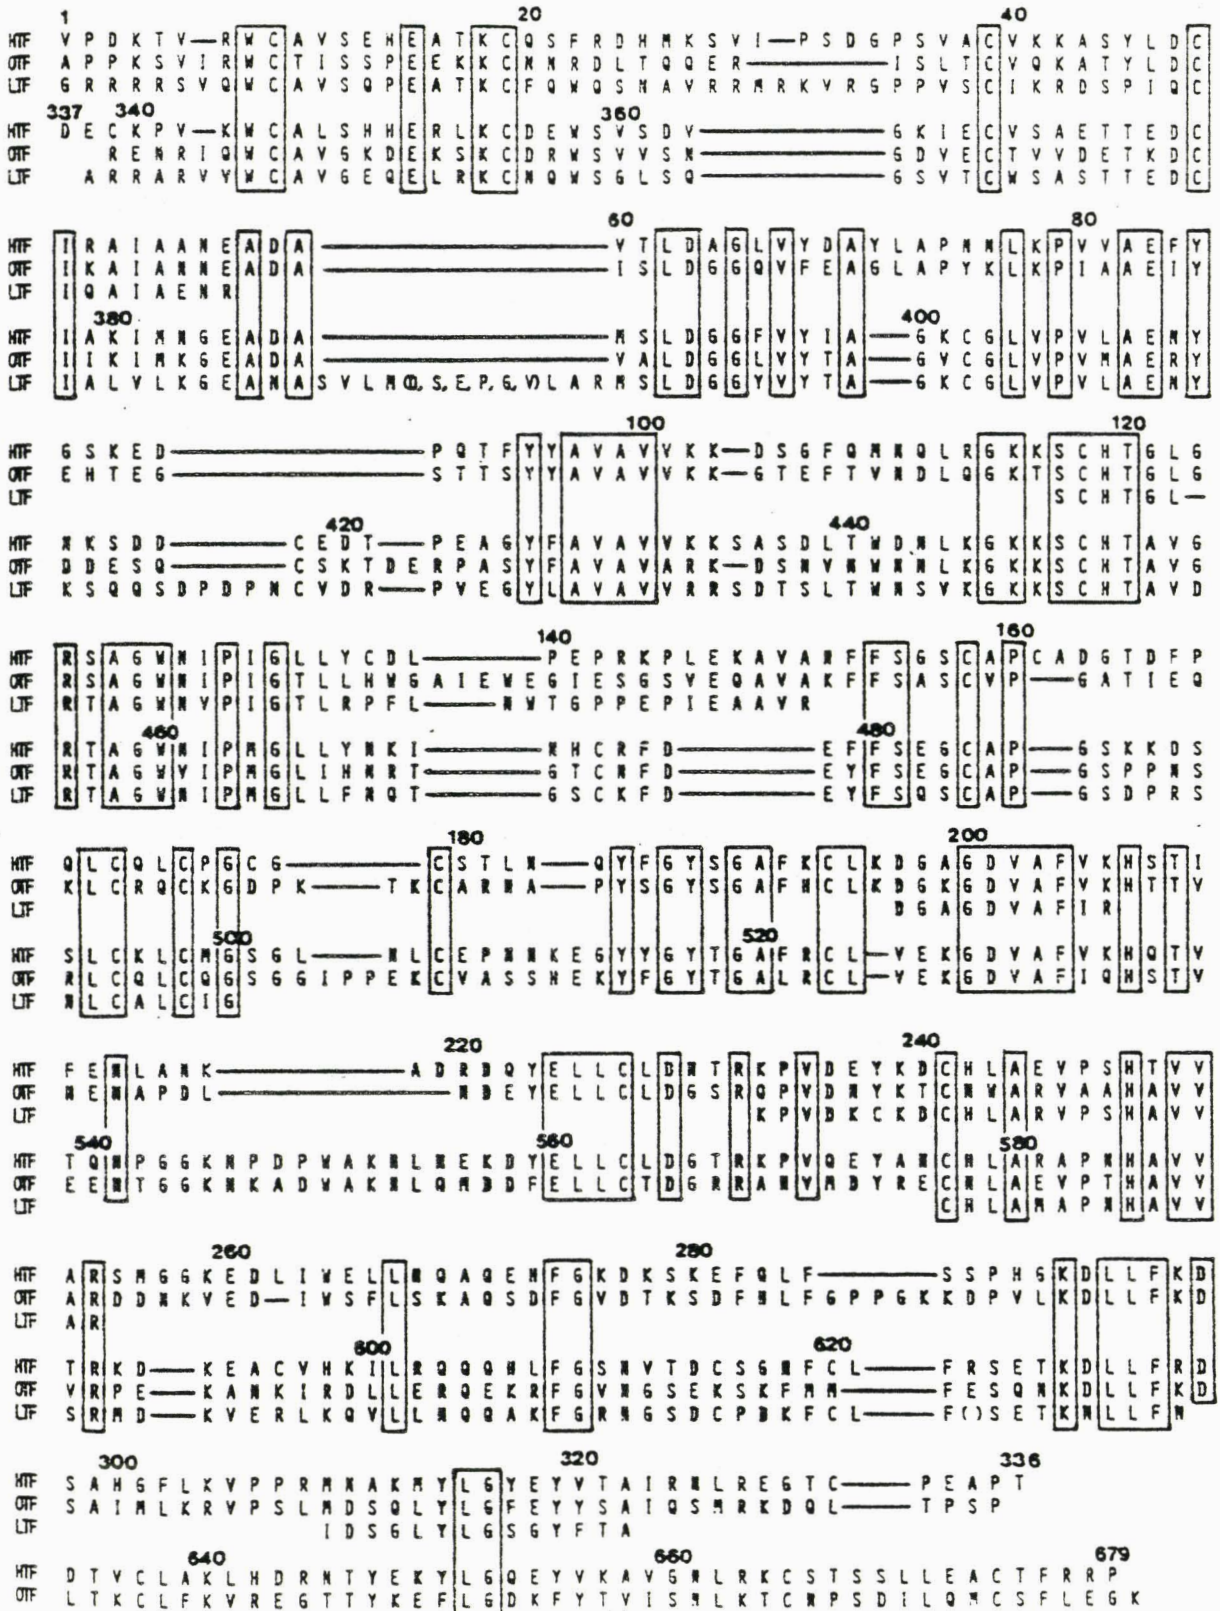 1 20 40
HTF V P D K T V — R W C A V S E H E A T K C Q S F R D H M K S V I — P S D G P S V A C V K K A S Y L D C
OTF A P P K S V I R W C T I S S P E E K K C N N R D L T Q Q E R — I S L T C V Q K A T Y L D C
LTF G R R R R S V Q W C A V S Q P E A T K C F Q W Q S M A V R R M R K V R G P P V S C I K R D S P I Q C
337 340 360
HTF D E C K P V — K W C A L S H H E R L K C D E W S V S D V — G K I E C V S A E T T E D C
OTF R E N R I Q W C A V G K D E K S K C D R W S V V S N — G D V E C T V V D E T K D C
LTF A R R A R V V W C A V G E Q E L R K C N Q W S G L S Q — G S V T C W S A S T T E D C
60 80
HTF I R A I A A N E A D A — V T L D A G L V Y D A Y L A P N N L K P V V A E F Y
OTF I K A I A N N E A D A — I S L D G G Q V F E A G L A P Y K L K P I A A E I Y
LTF I Q A I A E N R
380 400
HTF I A K I M N G E A D A — M S L D G G F V Y I A — G K C G L V P V L A E N Y
OTF I I K I M K G E A D A — V A L D G G L V Y T A — G V C G L V P V M A E R Y
LTF I A L V L K G E A N A S V L M (D, S, E, P, G, V) L A R M S L D G G Y V Y T A — G K C G L V P V L A E N Y
100 120
HTF G S K E D — P Q T F Y Y A V A V V K K — D S G F Q M N Q L R G K K S C H T G L G
OTF E H T E G — S T T S Y Y A V A V V K K — G T E F T V N D L Q G K T S C H T G L G
LTF S C H T G L —
420 440
HTF N K S D D — C E D T — P E A G Y F A V A V V K K S A S D L T W D N L K G K K S C H T A V G
OTF D D E S Q — C S K T D E R P A S Y F A V A V A R K — D S N V N W N N L K G K K S C H T A V G
LTF K S Q Q S D P D P N C V D R — P V E G Y L A V A V V R R S D T S L T W N S V K G K K S C H T A V D
140 160
HTF R S A G W N I P I G L L Y C D L — P E P R K P L E K A V A N F F S G S C A P C A D G T D F P
OTF R S A G W N I P I G T L L H W G A I E W E G I E S G S V E Q A V A K F F S A S C V P — G A T I E Q
LTF R T A G W N V P I G T L R P F L — N W T G P P E P I E A A V R
460 480
HTF R T A G W N I P M G L L Y N K I — N H C R F D — E F F S E G C A P — G S K K D S
OTF R T A G W V I P M G L I H N R T — G T C N F D — E Y F S E G C A P — G S P P N S
LTF R T A G W N I P M G L L F N Q T — G S C K F D — E Y F S Q S C A P — G S D P R S
180 200
HTF Q L C Q L C P G C G — C S T L N — Q Y F G Y S G A F K C L K D G A G D V A F V K H S T I
OTF K L C R Q C K G D P K — T K C A R N A — P Y S G Y S G A F H C L K D G K G D V A F V K H T T V
LTF D G A G D V A F I R
500 520
HTF S L C K L C M G S G L — N L C E P N N K E G Y Y G Y T G A F R C L — V E K G D V A F V K H Q T V
OTF R L C Q L C Q G S G G I P P E K C V A S S H E K Y F G Y T G A L R C L — V E K G D V A F I Q H S T V
LTF N L C A L C I G
220 240
HTF F E N L A N K — A D R D Q Y E L L C L D N T R K P V D E Y K D C H L A E V P S H T V V
OTF N E N A P D L — N D E Y E L L C L D G S R Q P V D N Y K T C N W A R V A A H A V V
LTF K P V D K C K D C H L A R V P S H A V V
540 560 580
HTF T Q N P G G K N P D P W A K N L N E K D Y E L L C L D G T R K P V Q E Y A N C H L A R A P N H A V V
OTF E E N T G G K N K A D W A K N L Q M D D F E L L C T D G R R A N V M D Y R E C N L A E V P T H A V V
LTF C H L A M A P N H A V V
260 280
HTF A R S M G G K E D L I W E L L N Q A Q E H F G K D K S K E F Q L F — S S P H G K D L L F K D
OTF A R D D N K V E D — I W S F L S K A Q S D F G V D T K S D F N L F G P P G K K D P V L K D L L F K D
LTF A R
600 620
HTF T R K D — K E A C V H K I L R Q Q Q H L F G S N V T D C S G N F C L — F R S E T K D L L F R D
OTF V R P E — K A N K I R D L L E R Q E K R F G V N G S E K S K F M M — F E S Q N K D L L F K D
LTF S R M D — K V E R L K Q V L L N Q Q A K F G R N G S D C P D K F C L — F ( ) S E T K N L L F N
300 320 336
HTF S A H G F L K V P P R M N A K M Y L G Y E Y V T A I R N L R E G T C — P E A P T
OTF S A I M L K R V P S L M D S Q L Y L G F E Y Y S A I Q S M R K D Q L — T P S P
LTF I D S G L Y L G S G Y F T A
640 660 679
HTF D T V C L A K L H D R N T Y E K Y L G Q E Y V K A V G N L R K C S T S S L L E A C T F R R P
OTF L T K C L F K V R E G T T Y K E F L G D K F Y T V I S N L K T C N P S D I L Q M C S F L E G K